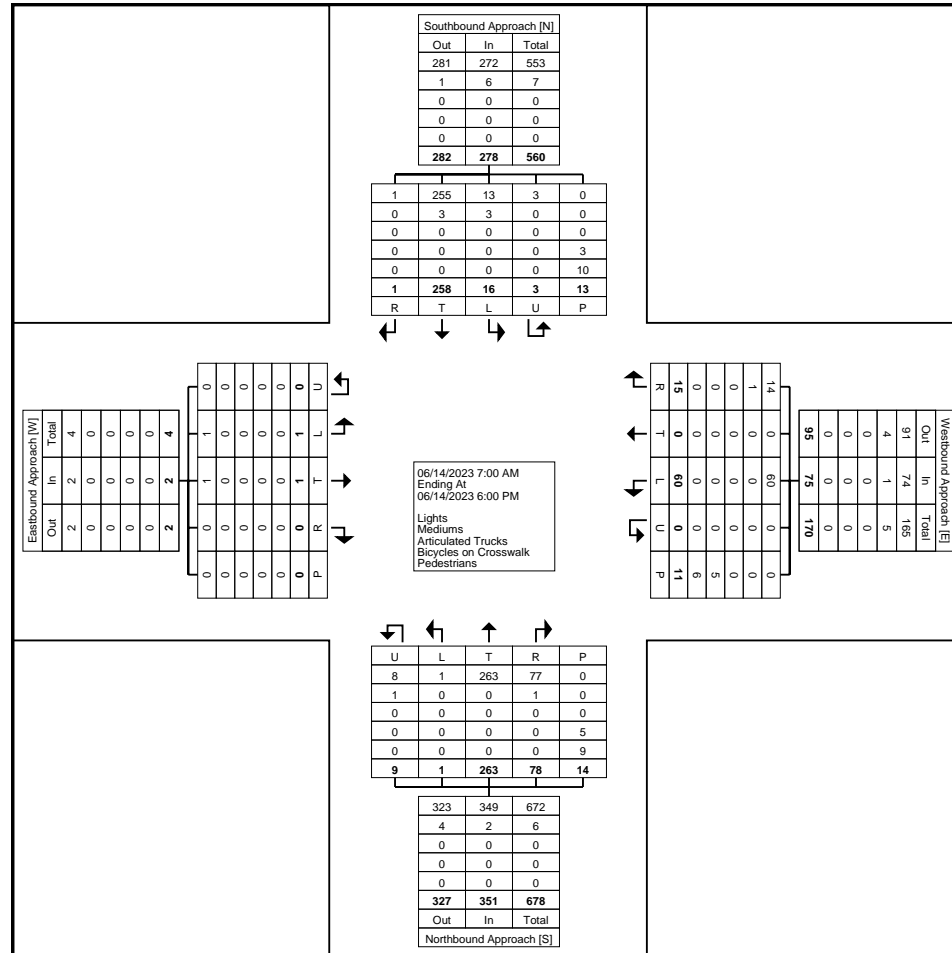 Southbound Approach [N]
Out In Total
281 272 553
1 6 7
0 0 0
0 0 0
0 0 0
282 278 560
1 255 13 3 0
0 3 3 0 0
0 0 0 0 0
0 0 0 0 3
0 0 0 0 10
1 258 16 3 13
R T L U P
Eastbound Approach [W]
Total 4 0 0 0 0 4
In 2 0 0 0 0 2
Out 2 0 0 0 0 2
0 0 0 0 0 0 U
1 0 0 0 0 1 L
1 0 0 0 0 1 T
0 0 0 0 0 0 R
0 0 0 0 0 0 P
06/14/2023 7:00 AM
Ending At
06/14/2023 6:00 PM
Lights
Mediums
Articulated Trucks
Bicycles on Crosswalk
Pedestrians
R 15 0 0 0 1 14
T 0 0 0 0 0 0
L 60 0 0 0 0 60
U 0 0 0 0 0 0
P 11 6 5 0 0 0
Westbound Approach [E]
Out 91 4 0 0 0 95
In 74 1 0 0 0 75
Total 165 5 0 0 0 170
U L T R P
8 1 263 77 0
1 0 0 1 0
0 0 0 0 0
0 0 0 0 5
0 0 0 0 9
9 1 263 78 14
323 349 672
4 2 6
0 0 0
0 0 0
0 0 0
327 351 678
Out In Total
Northbound Approach [S]